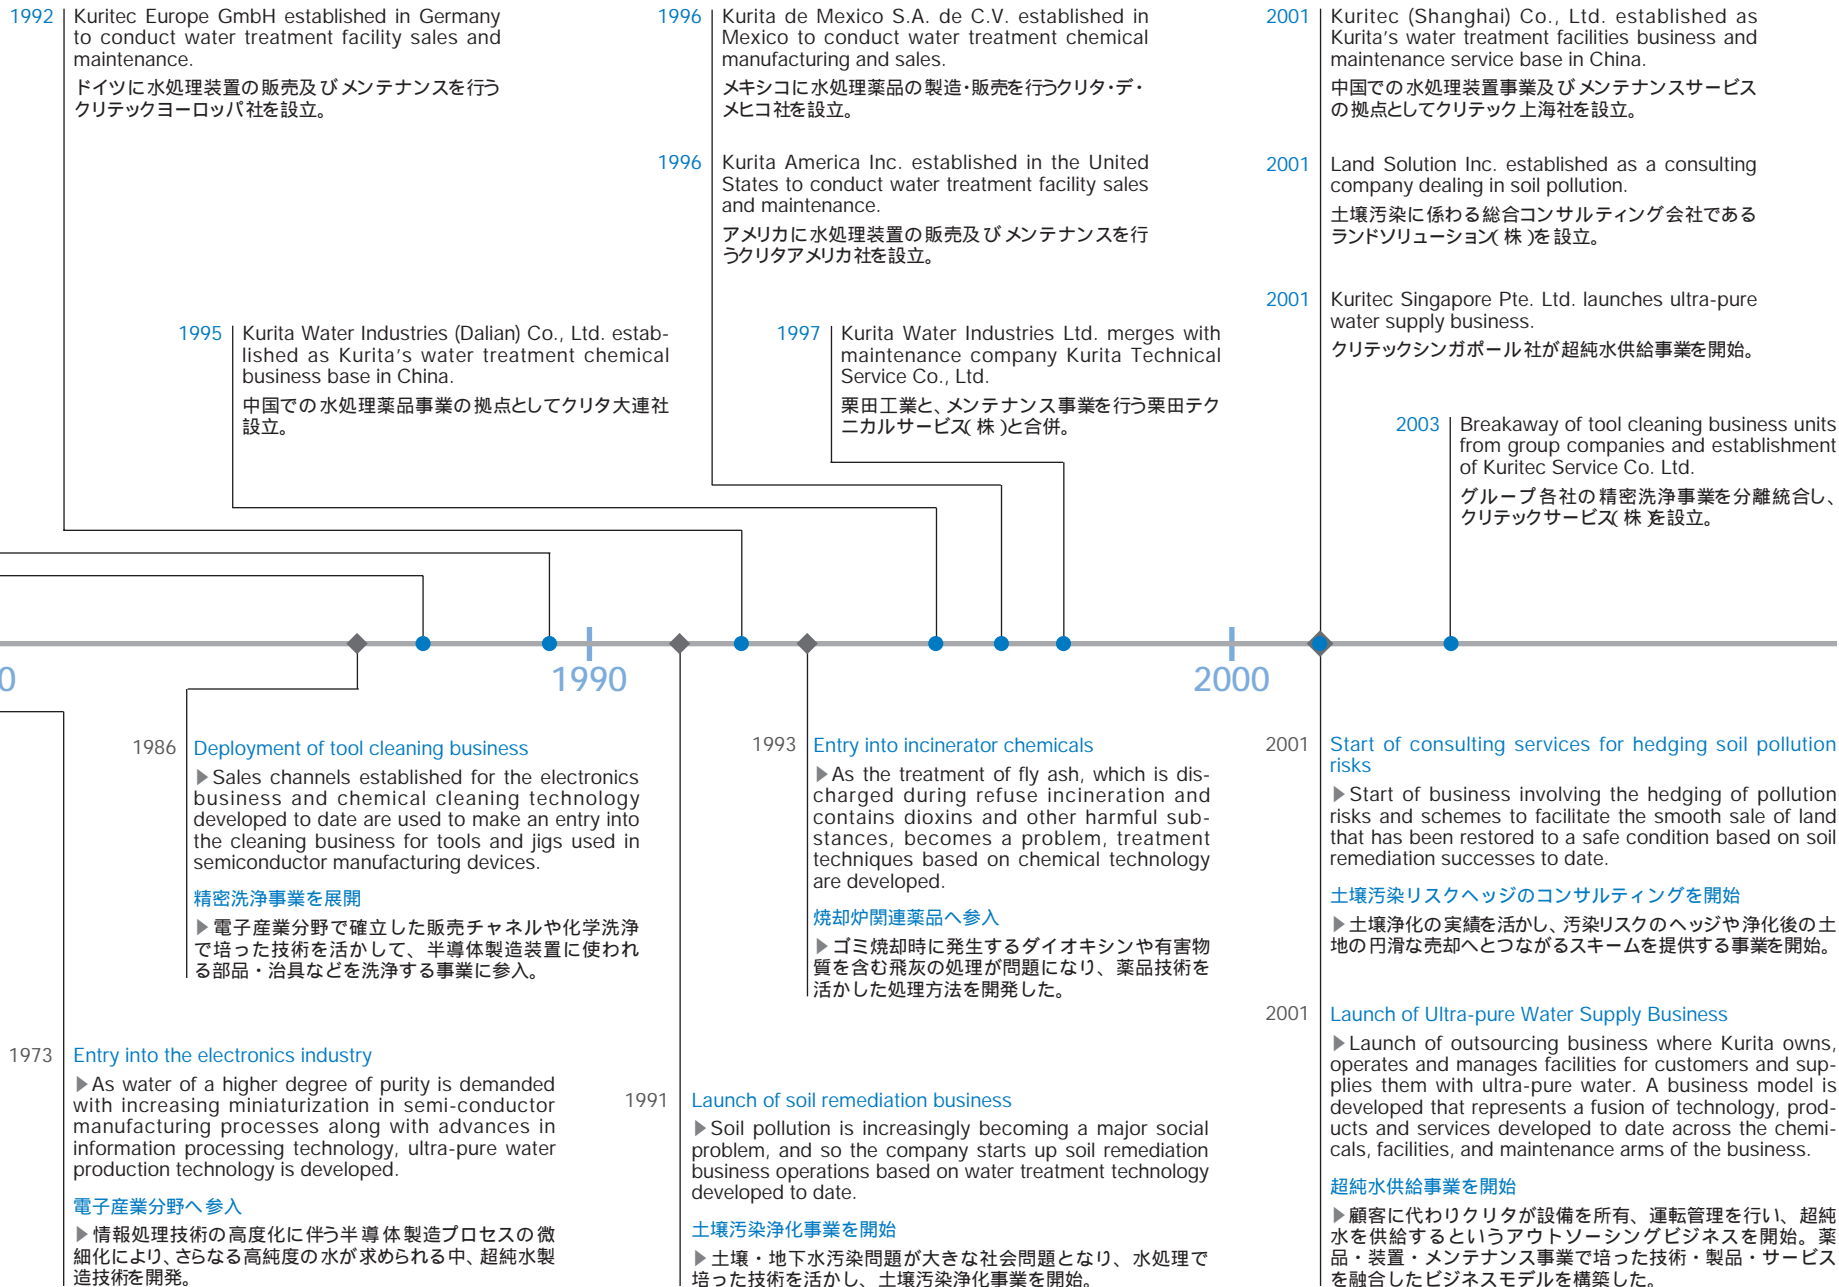 1992
Kuritec Europe GmbH established in Germany
to conduct water treatment facility sales and
maintenance.
ドイツに水処理装置の販売及びメンテナンスを行う
クリテックヨーロッパ社を設立。
1996
Kurita de Mexico S.A. de C.V. established in
Mexico to conduct water treatment chemical
manufacturing and sales.
メキシコに水処理薬品の製造・販売を行うクリタ・デ・
メヒコ社を設立。
1996
Kurita America Inc. established in the United
States to conduct water treatment facility sales
and maintenance.
アメリカに水処理装置の販売及びメンテナンスを行
うクリタアメリカ社を設立。
2001
Kuritec (Shanghai) Co., Ltd. established as
Kurita's water treatment facilities business and
maintenance service base in China.
中国での水処理装置事業及びメンテナンスサービス
の拠点としてクリテック上海社を設立。
2001
Land Solution Inc. established as a consulting
company dealing in soil pollution.
土壌汚染に係わる総合コンサルティング会社である
ランドソリューション(株)を設立。
2001
Kuritec Singapore Pte. Ltd. launches ultra-pure
water supply business.
クリテックシンガポール社が超純水供給事業を開始。
1995
Kurita Water Industries (Dalian) Co., Ltd. estab-
lished as Kurita's water treatment chemical
business base in China.
中国での水処理薬品事業の拠点としてクリタ大連社
設立。
1997
Kurita Water Industries Ltd. merges with
maintenance company Kurita Technical
Service Co., Ltd.
栗田工業と、メンテナンス事業を行う栗田テク
ニカルサービス(株)と合併。
2003
Breakaway of tool cleaning business units
from group companies and establishment
of Kuritec Service Co. Ltd.
グループ各社の精密洗浄事業を分離統合し、
クリテックサービス(株)を設立。
0
1990
2000
1986
Deployment of tool cleaning business
▶Sales channels established for the electronics
business and chemical cleaning technology
developed to date are used to make an entry into
the cleaning business for tools and jigs used in
semiconductor manufacturing devices.
精密洗浄事業を展開
▶電子産業分野で確立した販売チャネルや化学洗浄
で培った技術を活かして、半導体製造装置に使われ
る部品・治具などを洗浄する事業に参入。
1993
Entry into incinerator chemicals
▶As the treatment of fly ash, which is dis-
charged during refuse incineration and
contains dioxins and other harmful sub-
stances, becomes a problem, treatment
techniques based on chemical technology
are developed.
焼却炉関連薬品へ参入
▶ゴミ焼却時に発生するダイオキシンや有害物
質を含む飛灰の処理が問題になり、薬品技術を
活かした処理方法を開発した。
2001
Start of consulting services for hedging soil pollution
risks
▶Start of business involving the hedging of pollution
risks and schemes to facilitate the smooth sale of land
that has been restored to a safe condition based on soil
remediation successes to date.
土壌汚染リスクヘッジのコンサルティングを開始
▶土壌浄化の実績を活かし、汚染リスクのヘッジや浄化後の土
地の円滑な売却へとつながるスキームを提供する事業を開始。
2001
Launch of Ultra-pure Water Supply Business
▶Launch of outsourcing business where Kurita owns,
operates and manages facilities for customers and sup-
plies them with ultra-pure water. A business model is
developed that represents a fusion of technology, prod-
ucts and services developed to date across the chemi-
cals, facilities, and maintenance arms of the business.
超純水供給事業を開始
▶顧客に代わりクリタが設備を所有、運転管理を行い、超純
水を供給するというアウトソーシングビジネスを開始。薬
品・装置・メンテナンス事業で培った技術・製品・サービス
を融合したビジネスモデルを構築した。
1973
Entry into the electronics industry
▶As water of a higher degree of purity is demanded
with increasing miniaturization in semi-conductor
manufacturing processes along with advances in
information processing technology, ultra-pure water
production technology is developed.
電子産業分野へ参入
▶情報処理技術の高度化に伴う半導体製造プロセスの微
細化により、さらなる高純度の水が求められる中、超純水製
造技術を開発。
1991
Launch of soil remediation business
▶Soil pollution is increasingly becoming a major social
problem, and so the company starts up soil remediation
business operations based on water treatment technology
developed to date.
土壌汚染浄化事業を開始
▶土壌・地下水汚染問題が大きな社会問題となり、水処理で
培った技術を活かし、土壌汚染浄化事業を開始。